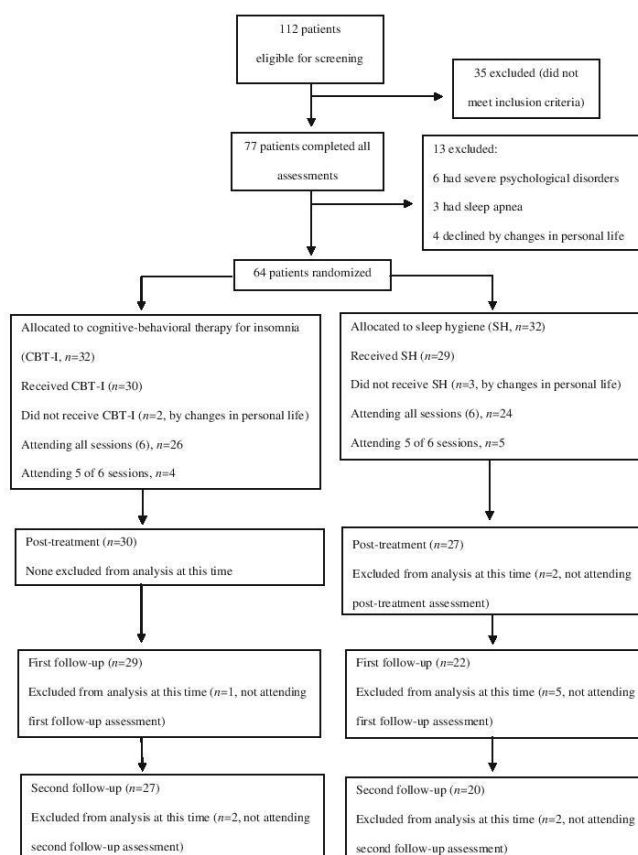 112 patients
eligible for screening
35 excluded (did not
meet inclusion criteria)
77 patients completed all
assessments
13 excluded:
6 had severe psychological disorders
3 had sleep apnea
4 declined by changes in personal life
64 patients randomized
Allocated to cognitive-behavioral therapy for insomnia
(CBT-I, n=32)
Received CBT-I (n=30)
Did not receive CBT-I (n=2, by changes in personal life)
Attending all sessions (6), n=26
Attending 5 of 6 sessions, n=4
Allocated to sleep hygiene (SH, n=32)
Received SH (n=29)
Did not receive SH (n=3, by changes in personal life)
Attending all sessions (6), n=24
Attending 5 of 6 sessions, n=5
Post-treatment (n=30)
None excluded from analysis at this time
Post-treatment (n=27)
Excluded from analysis at this time (n=2, not attending
post-treatment assessment)
First follow-up (n=29)
Excluded from analysis at this time (n=1, not attending
first follow-up assessment)
First follow-up (n=22)
Excluded from analysis at this time (n=5, not attending
first follow-up assessment)
Second follow-up (n=27)
Excluded from analysis at this time (n=2, not attending
second follow-up assessment)
Second follow-up (n=20)
Excluded from analysis at this time (n=2, not attending
second follow-up assessment)